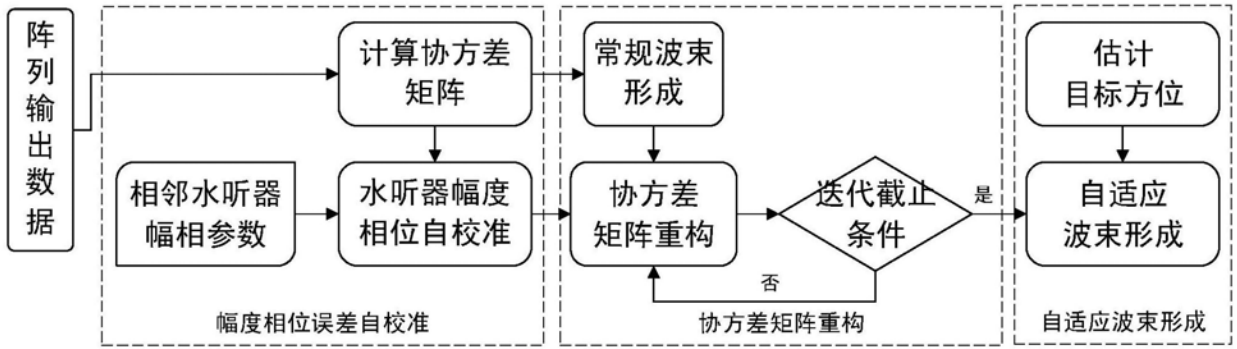 阵列输出数据
计算协方差
矩阵
相邻水听器
幅相参数
水听器幅度
相位自校准
幅度相位误差自校准
常规波束
形成
协方差
矩阵重构
迭代截止
条件
是
否
协方差矩阵重构
估计
目标方位
自适应
波束形成
自适应波束形成